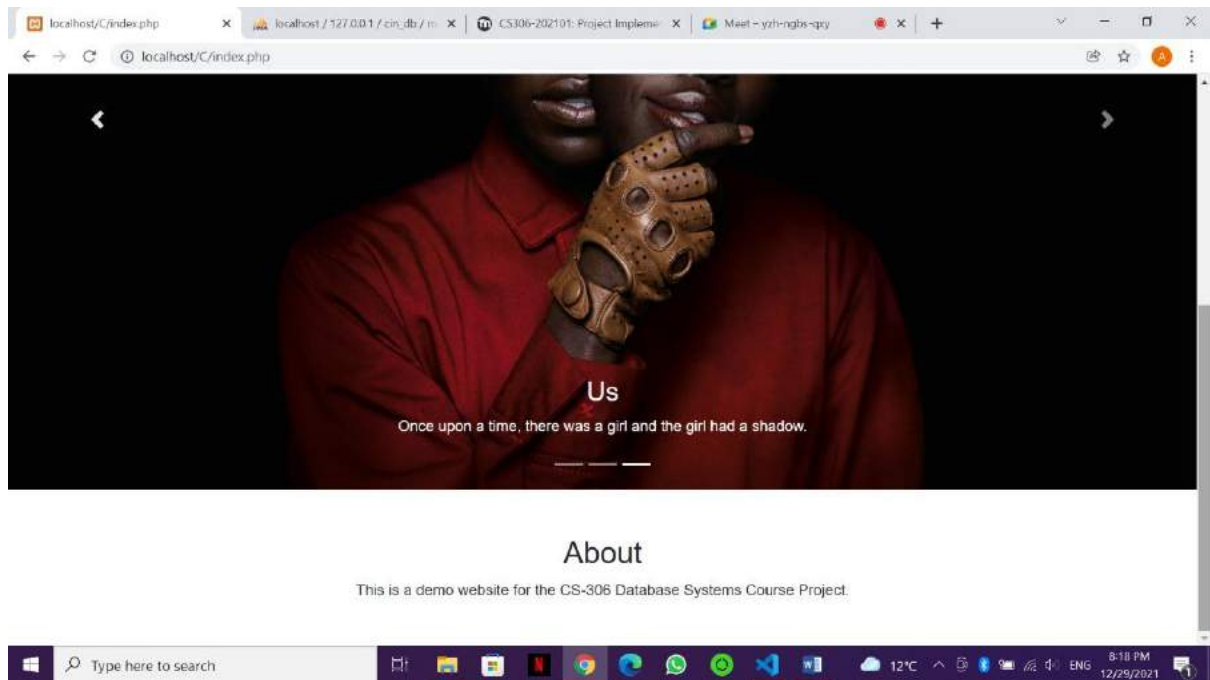 localhost/C/index.php
localhost / 127.0.0.1 / cin_db / m
CS306-202101: Project Impleme
Meet – yzh-ngbs-qxy
localhost/C/index.php
A
Us
Once upon a time, there was a girl and the girl had a shadow.
About
This is a demo website for the CS-306 Database Systems Course Project.
Type here to search
12°C
ENG
8:18 PM
12/29/2021